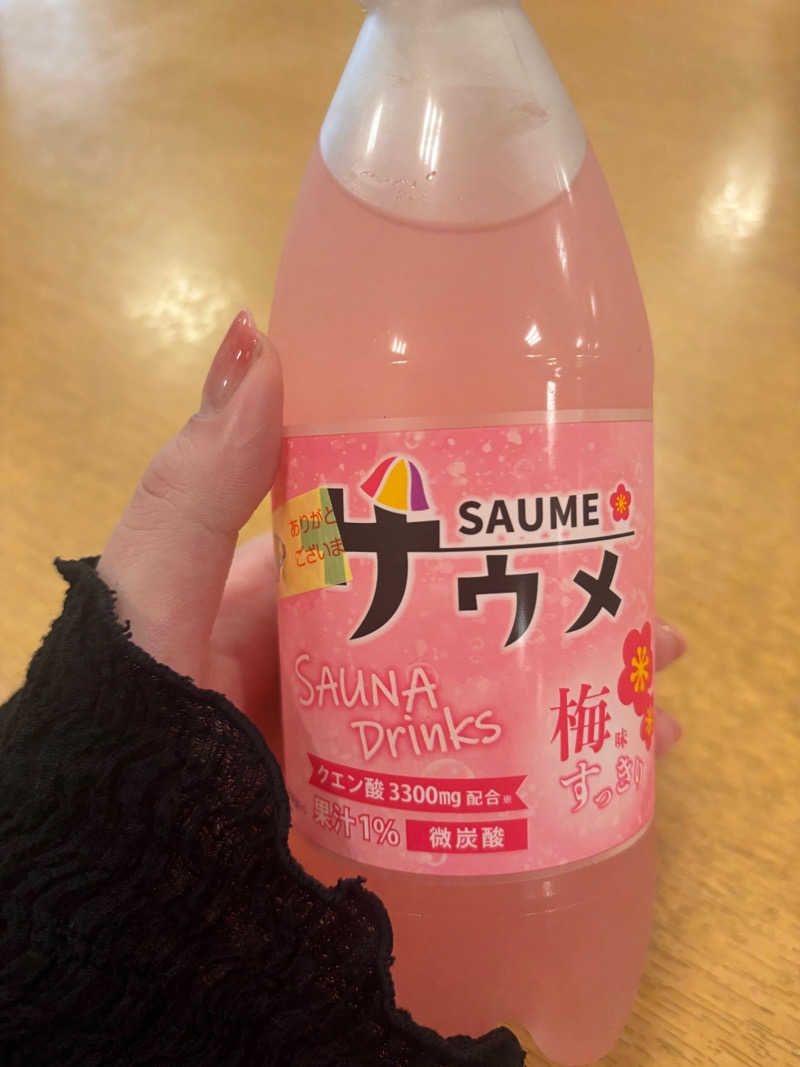 SAUME
サウメ
ありがと
ございま
SAUNA
Drinks
梅味
すっきり
クエン酸3300mg配合※
果汁1%
微炭酸